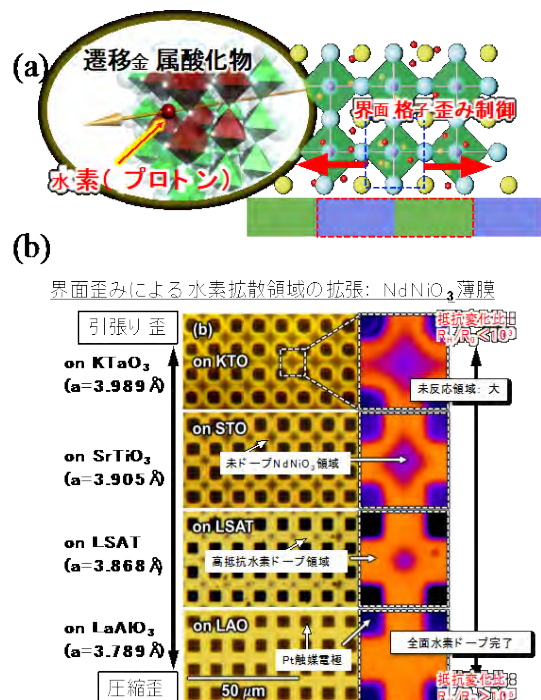 (a)
遷移金属酸化物
界面格子歪み制御
水素(プロトン)
(b)
界面歪みによる水素拡散領域の拡張: NdNiO3薄膜
引張り歪
(b)
抵抗変化比
on KTO
on KTaO3
(a=3.989 Å)
未反応領域: 大
on STO
on SrTiO3
(a=3.905 Å)
未ドープNdNiO3領域
on LSAT
on LSAT
(a=3.868 Å)
高抵抗水素ドープ領域
on LAO
on LaAlO3
(a=3.789 Å)
全面水素ドープ完了
Pt触媒電極
圧縮歪
50 μm
抵抗変化比